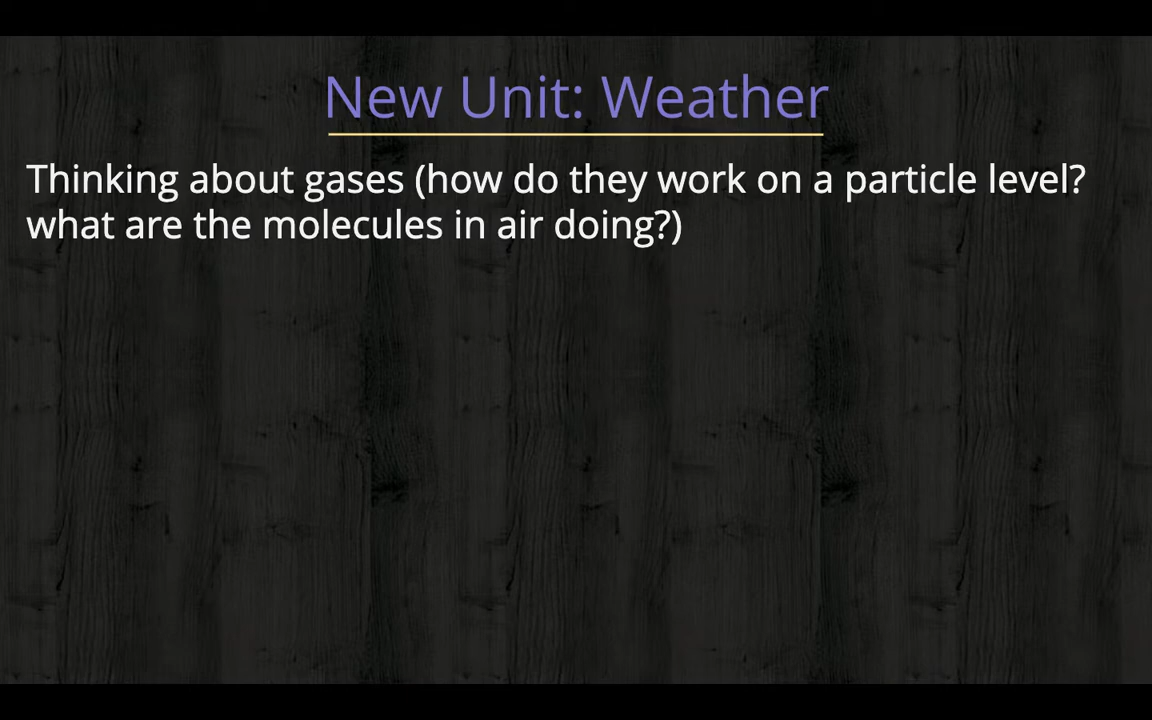 New Unit: Weather
Thinking about gases (how do they work on a particle level?
what are the molecules in air doing?)